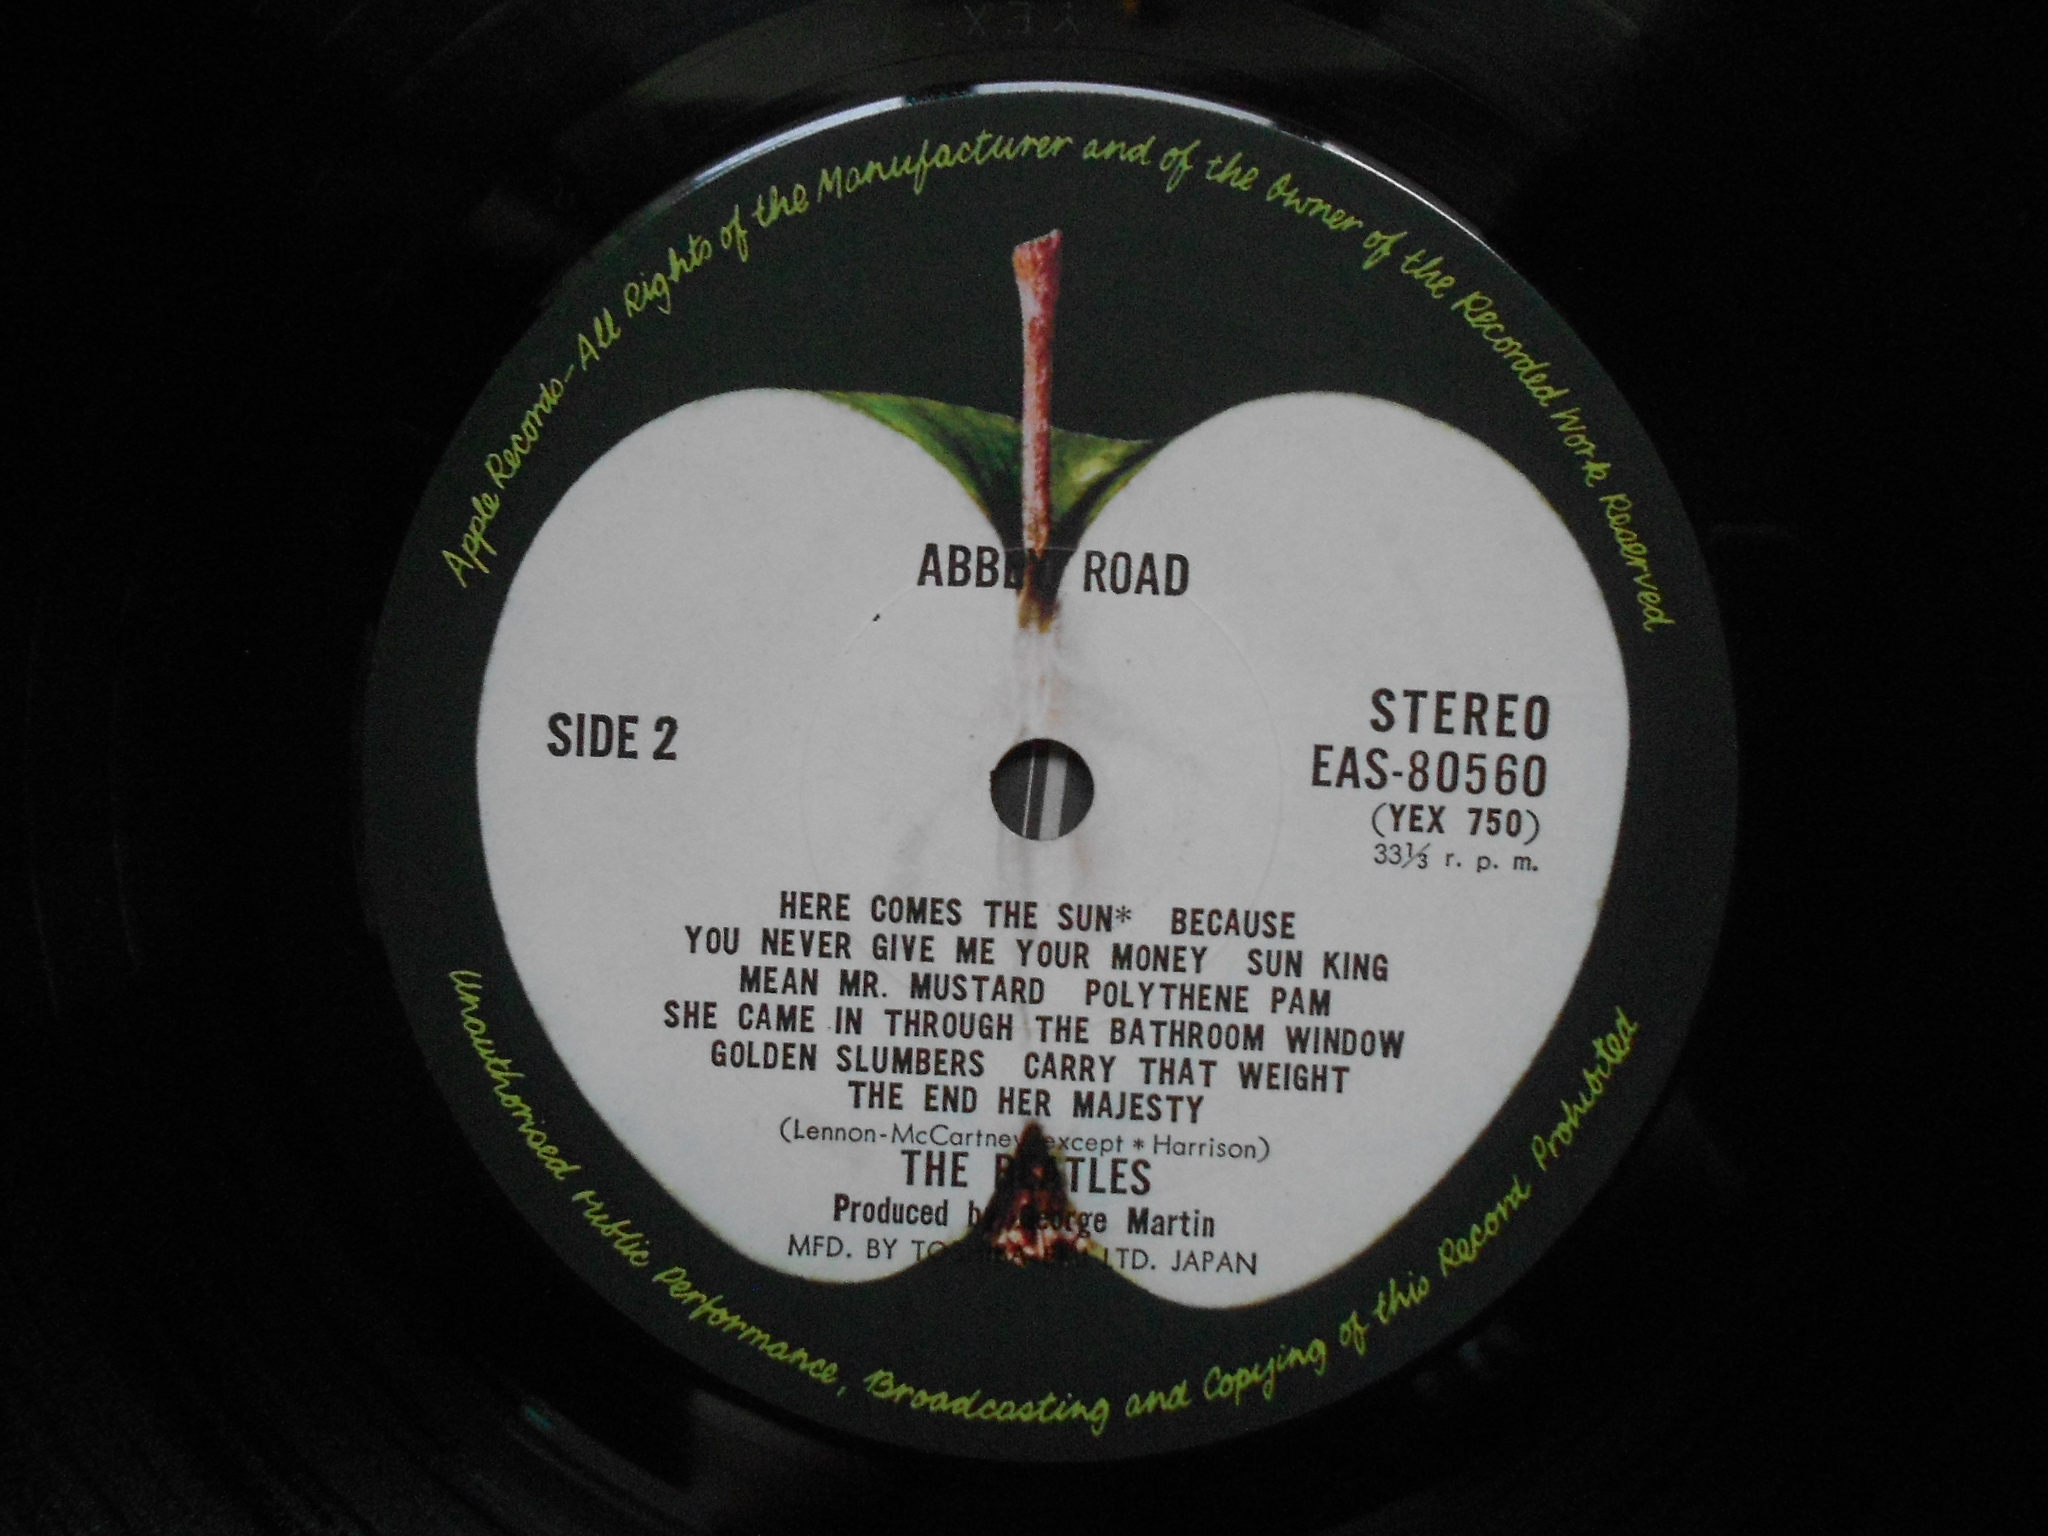 YEX
Apple Records-All Rights of the Manufacturer and of the Owner of the Recorded Work Reserved
ABBEY ROAD
SIDE 2
STEREO
EAS-80560
(YEX 750)
33⅓ r. p. m.
HERE COMES THE SUN* BECAUSE
YOU NEVER GIVE ME YOUR MONEY SUN KING
MEAN MR. MUSTARD POLYTHENE PAM
SHE CAME IN THROUGH THE BATHROOM WINDOW
GOLDEN SLUMBERS CARRY THAT WEIGHT
THE END HER MAJESTY
(Lennon-McCartney except * Harrison)
THE BEATLES
Produced by George Martin
MFD. BY TOSHIBA LTD. JAPAN
Unauthorised Public Performance, Broadcasting and Copying of this Record Prohibited